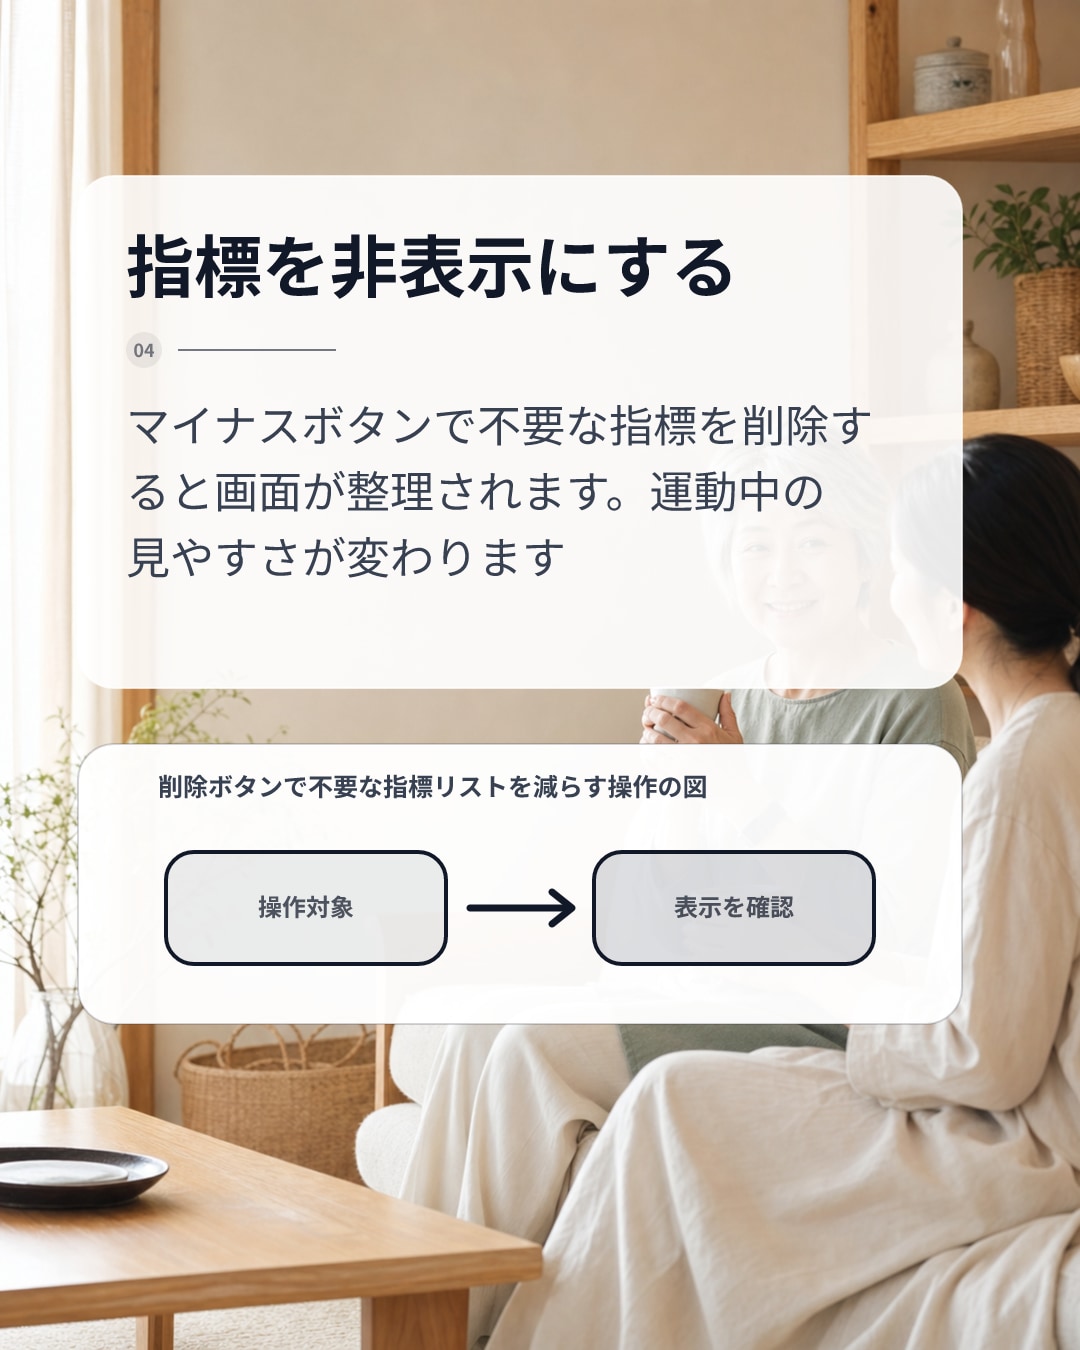 指標を非表示にする
04
マイナスボタンで不要な指標を削除す
ると画面が整理されます。運動中の
見やすさが変わります
削除ボタンで不要な指標リストを減らす操作の図
操作対象
表示を確認